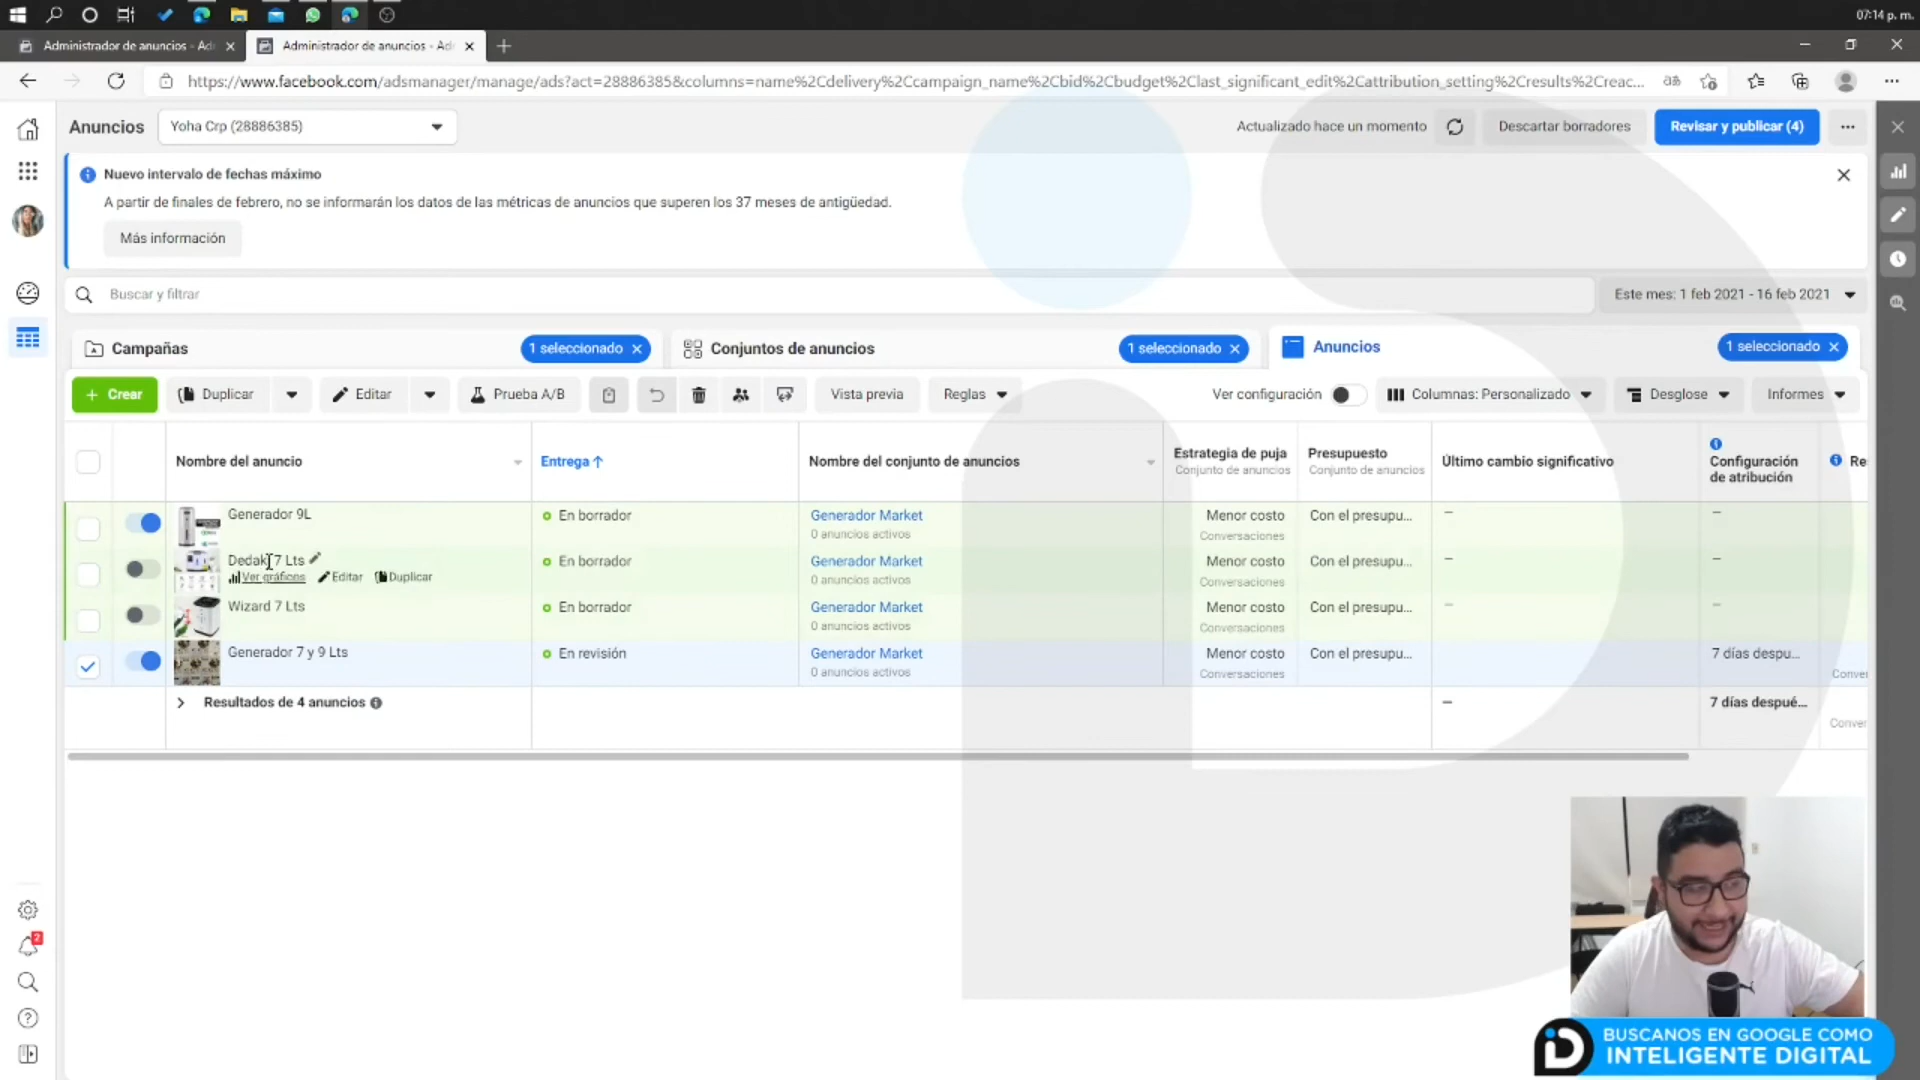 07:14 p. m.
Administrador de anuncios - Ad
Administrador de anuncios - Ad
https://www.facebook.com/adsmanager/manage/ads?act=28886385&columns=name%2Cdelivery%2Ccampaign_name%2Cbid%2Cbudget%2Clast_significant_edit%2Cattribution_setting%2Cresults%2Creac...
Anuncios
Yoha Crp (28886385)
Actualizado hace un momento
Descartar borradores
Revisar y publicar (4)
Nuevo intervalo de fechas máximo
A partir de finales de febrero, no se informarán los datos de las métricas de anuncios que superen los 37 meses de antigüedad.
Más información
Buscar y filtrar
Este mes: 1 feb 2021 - 16 feb 2021
Campañas
1 seleccionado
Conjuntos de anuncios
1 seleccionado
Anuncios
1 seleccionado
+ Crear
Duplicar
Editar
Prueba A/B
Vista previa
Reglas
Ver configuración
Columnas: Personalizado
Desglose
Informes
Nombre del anuncio
Entrega ↑
Nombre del conjunto de anuncios
Estrategia de puja
Conjunto de anuncios
Presupuesto
Conjunto de anuncios
Último cambio significativo
Configuración de atribución
Re
Generador 9L
En borrador
Generador Market
0 anuncios activos
Menor costo
Conversaciones
Con el presupu...
—
—
Dedak 7 Lts
Ver gráficos
Editar
Duplicar
En borrador
Generador Market
0 anuncios activos
Menor costo
Conversaciones
Con el presupu...
—
—
Wizard 7 Lts
En borrador
Generador Market
0 anuncios activos
Menor costo
Conversaciones
Con el presupu...
—
—
Generador 7 y 9 Lts
En revisión
Generador Market
0 anuncios activos
Menor costo
Conversaciones
Con el presupu...
7 días despu...
Conver
Resultados de 4 anuncios
—
7 días despué...
Conver
2
BUSCANOS EN GOOGLE COMO
INTELIGENTE DIGITAL